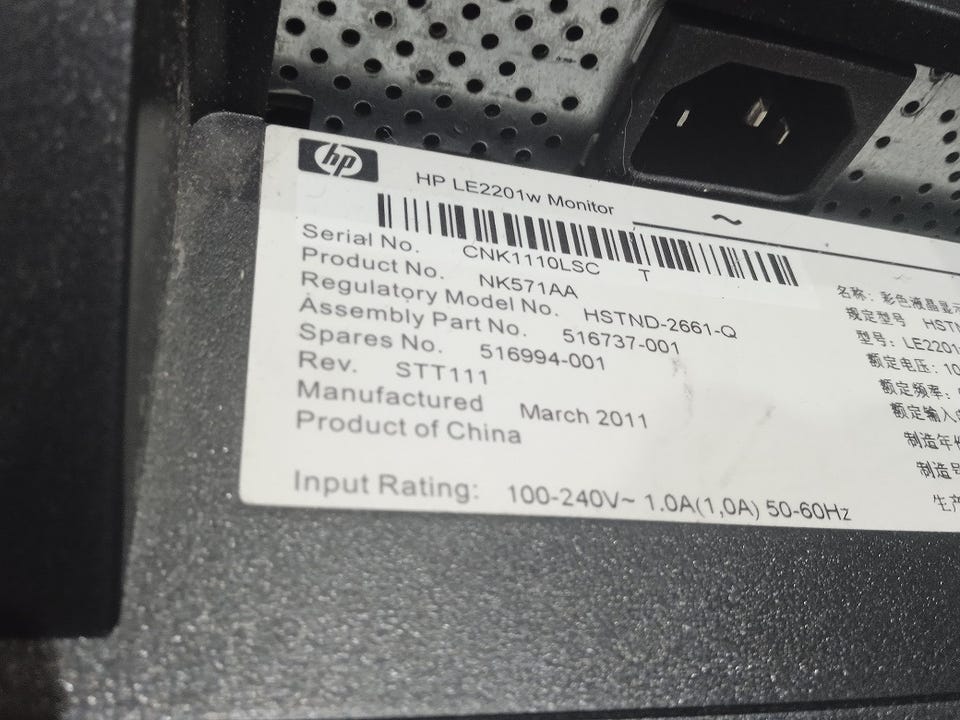 hp
HP LE2201w Monitor
Serial No. CNK1110LSC T
Product No. NK571AA
Regulatory Model No. HSTND-2661-Q
Assembly Part No. 516737-001
Spares No. 516994-001
Rev. STT111
Manufactured March 2011
Product of China
Input Rating: 100-240V~ 1.0A(1,0A) 50-60Hz
~
名称：彩色液晶显示
规定型号 HSTN
型号：LE2201
额定电压：10
额定频率：
额定输入
制造年份
制造号
生产